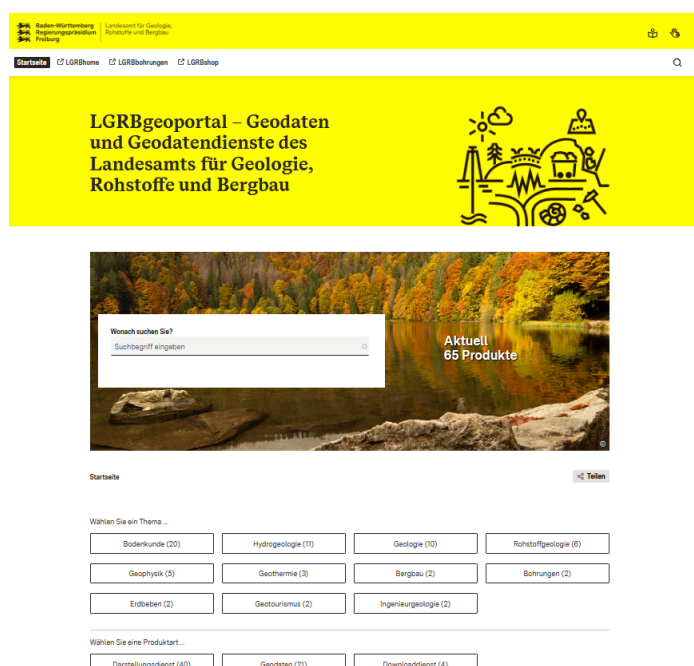 Baden-Württemberg
Regierungspräsidium
Freiburg
Landesamt für Geologie,
Rohstoffe und Bergbau
Startseite LGRBhome LGRBbohrungen LGRBshop
LGRBgeoportal – Geodaten
und Geodatendienste des
Landesamts für Geologie,
Rohstoffe und Bergbau
Wonach suchen Sie?
Suchbegriff eingeben
Aktuell
65 Produkte
©
Startseite
Teilen
Wählen Sie ein Thema ...
Bodenkunde (20) Hydrogeologie (11) Geologie (10) Rohstoffgeologie (6)
Geophysik (5) Geothermie (3) Bergbau (2) Bohrungen (2)
Erdbeben (2) Geotourismus (2) Ingenieurgeologie (2)
Wählen Sie eine Produktart ...
Darstellungsdienst (40) Geodaten (21) Downloaddienst (4)